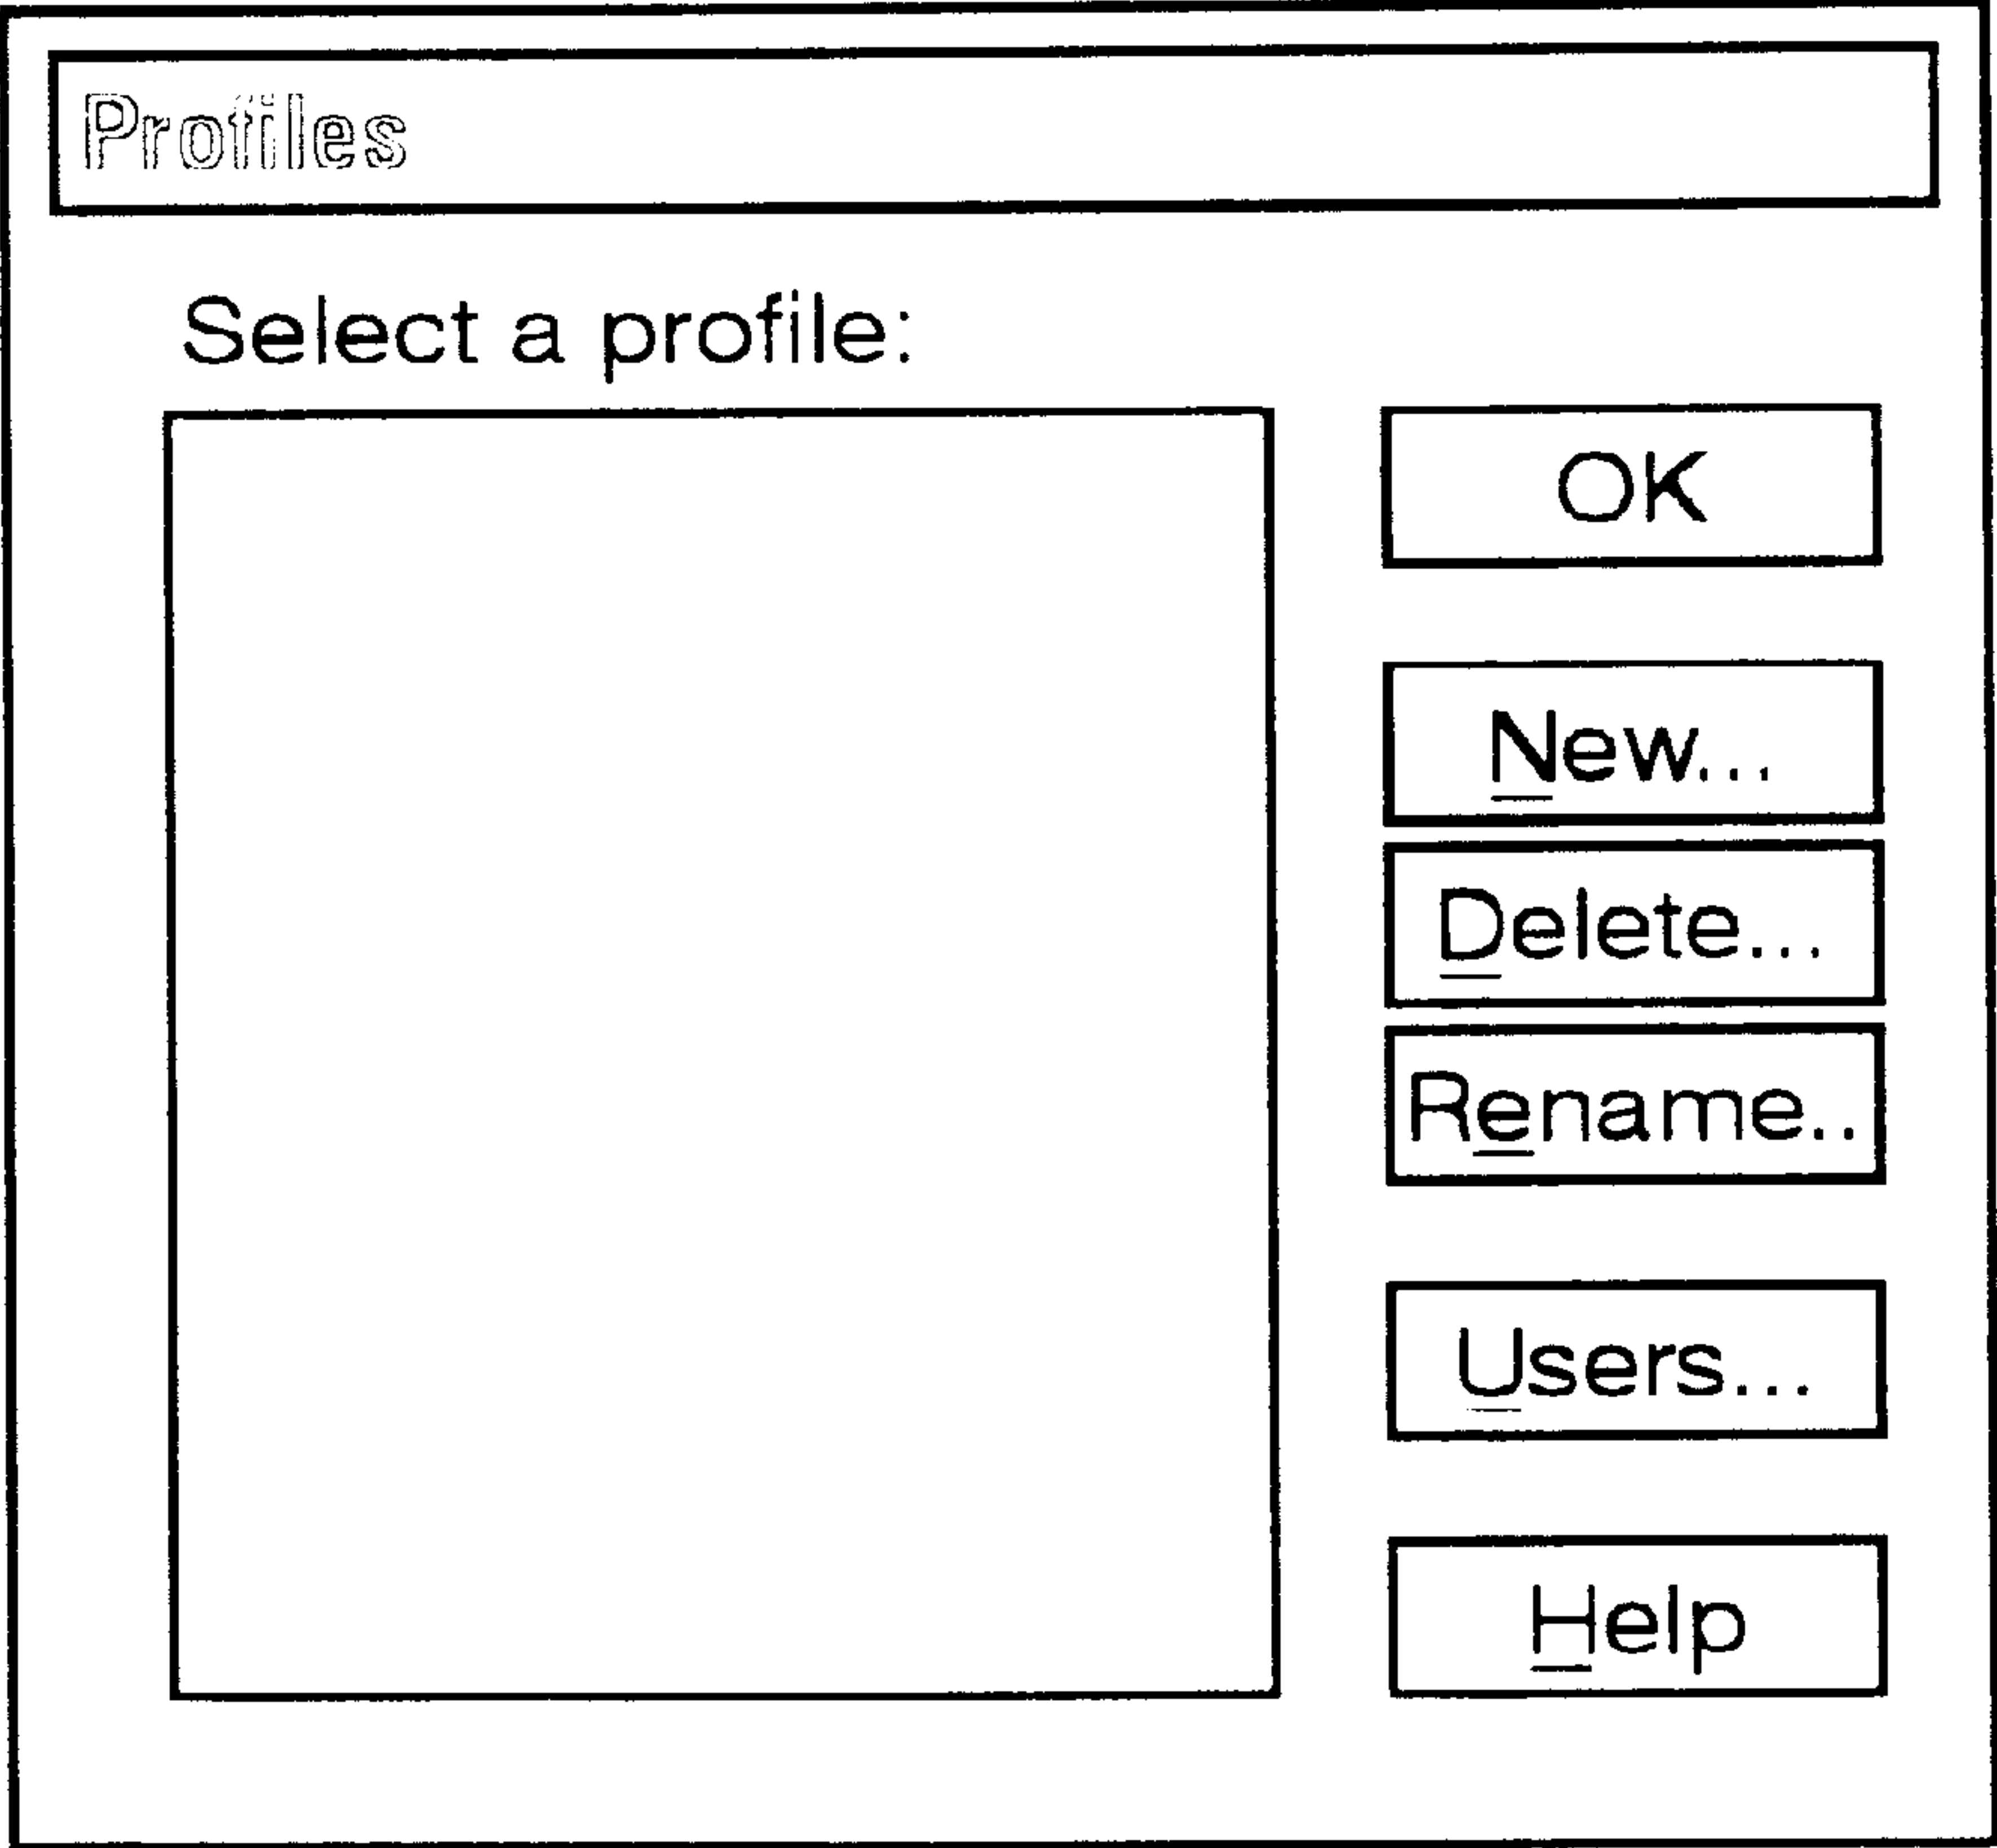 Profiles
Select a profile:
OK
New...
Delete...
Rename..
Users...
Help